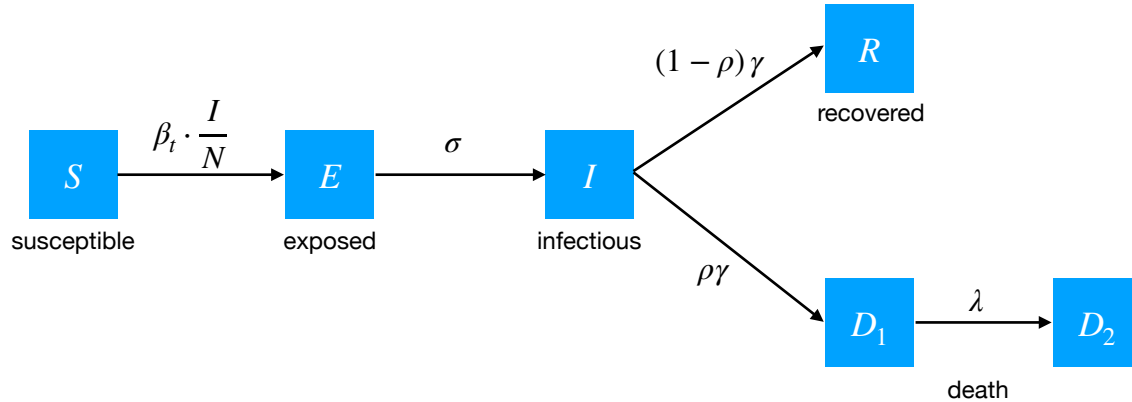 (1 − ρ) γ
R
recovered
β_t · I/N
σ
S
E
I
susceptible
exposed
infectious
ργ
D₁
λ
D₂
death